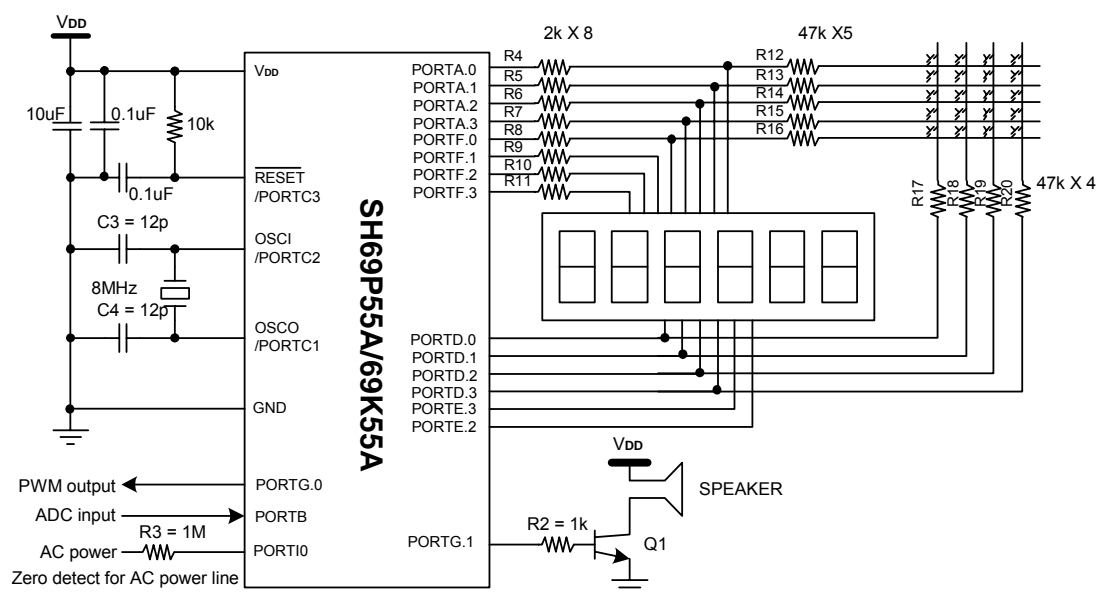 VDD
2k X 8
47k X5
VDD
10uF
0.1uF
10k
0.1uF
RESET
/PORTC3
C3 = 12p
OSCI
/PORTC2
8MHz
C4 = 12p
OSCO
/PORTC1
GND
PWM output
PORTG.0
ADC input
PORTB
R3 = 1M
AC power
PORTI0
Zero detect for AC power line
SH69P55A/69K55A
PORTA.0
PORTA.1
PORTA.2
PORTA.3
PORTF.0
PORTF.1
PORTF.2
PORTF.3
R4
R5
R6
R7
R8
R9
R10
R11
R12
R13
R14
R15
R16
R17
R18
R19
R20
47k X 4
PORTD.0
PORTD.1
PORTD.2
PORTD.3
PORTE.3
PORTE.2
VDD
SPEAKER
PORTG.1
R2 = 1k
Q1